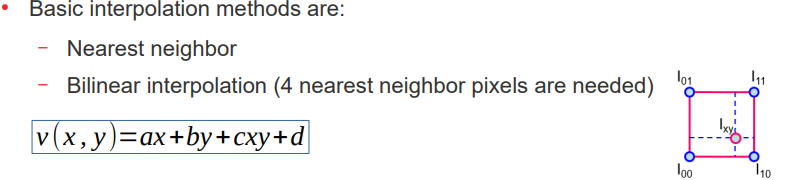 • Basic interpolation methods are:
– Nearest neighbor
– Bilinear interpolation (4 nearest neighbor pixels are needed)
v(x,y)=ax+by+cxy+d
I01 I11
Ixy
I00 I10